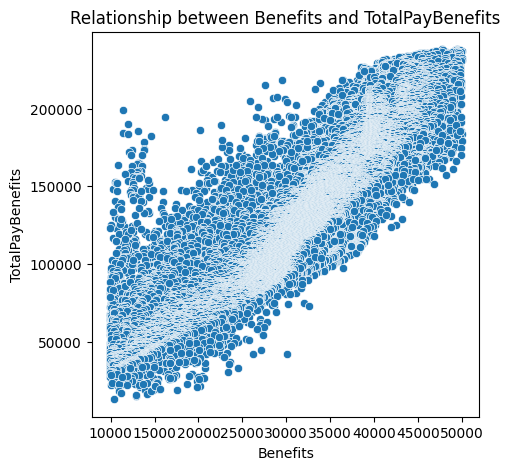 Relationship between Benefits and TotalPayBenefits
TotalPayBenefits
200000
150000
100000
50000
10000 15000 20000 25000 30000 35000 40000 45000 50000
Benefits